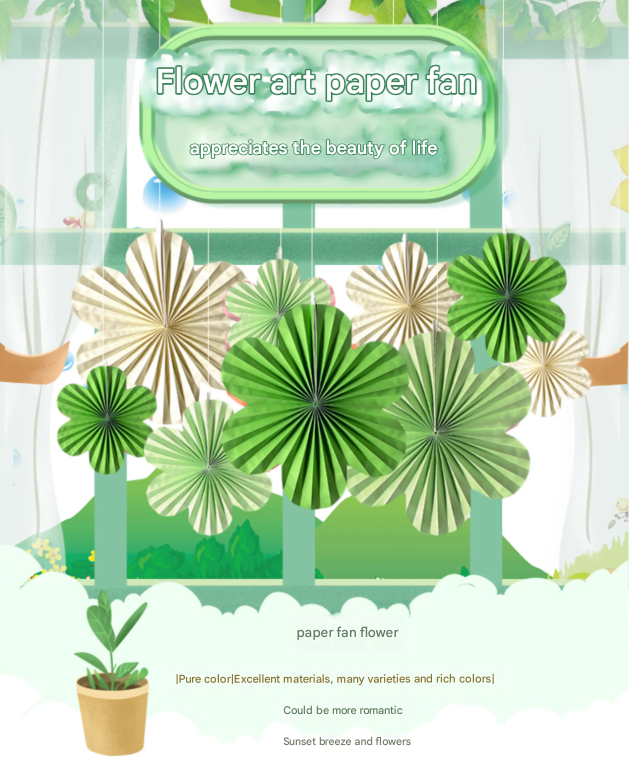 Flower art paper fan
appreciates the beauty of life
paper fan flower
|Pure color|Excellent materials, many varieties and rich colors|
Could be more romantic
Sunset breeze and flowers